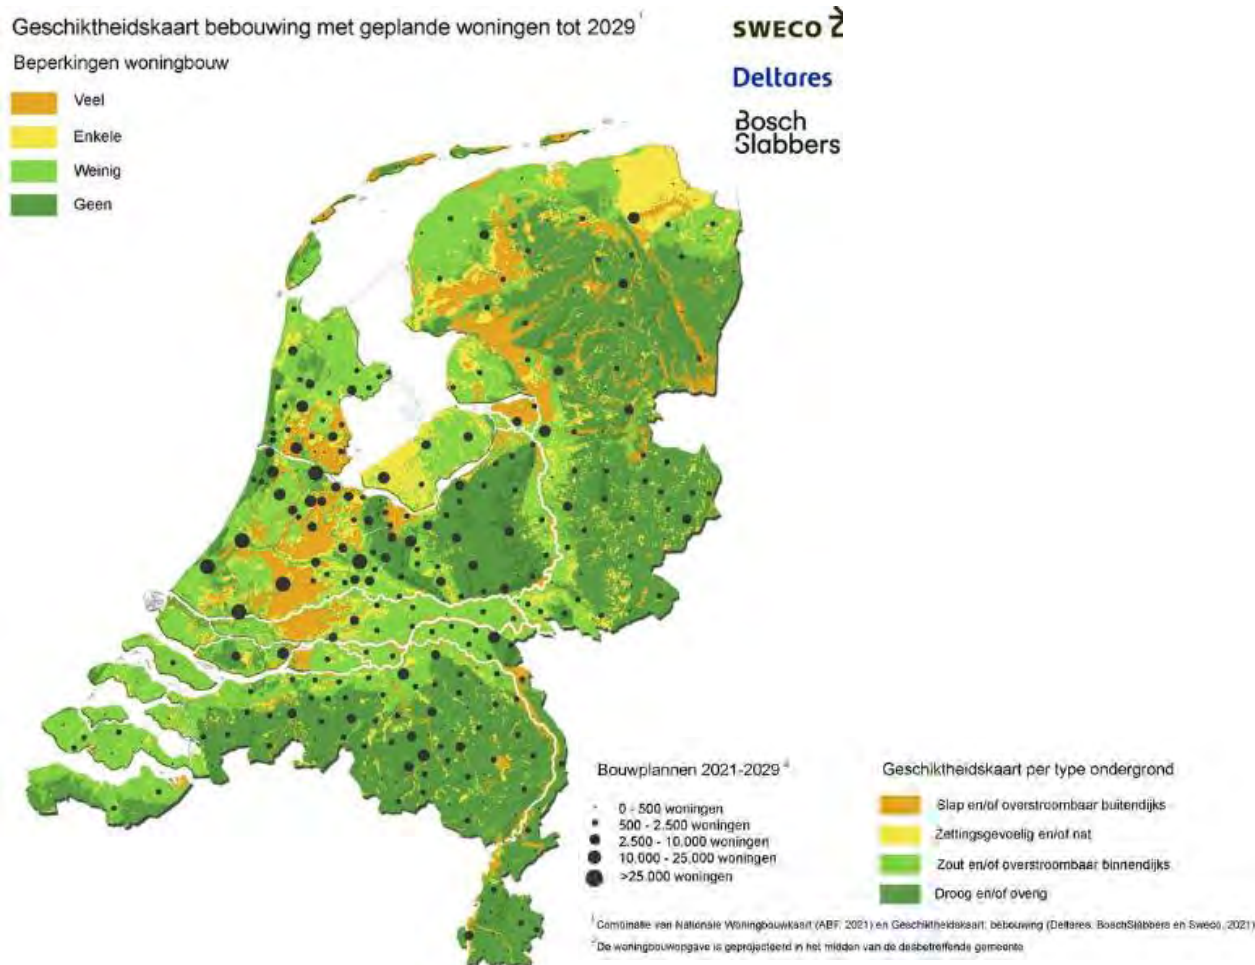 Geschiktheidskaart bebouwing met geplande woningen tot 2029 ¹
Beperkingen woningbouw
Veel
Enkele
Weinig
Geen
SWECO
Deltares
Bosch
Slabbers
Bouwplannen 2021-2029 ²
0 - 500 woningen
500 - 2.500 woningen
2.500 - 10.000 woningen
10.000 - 25.000 woningen
>25.000 woningen
Geschiktheidskaart per type ondergrond
Slap en/of overstroombaar buitendijks
Zettingsgevoelig en/of nat
Zout en/of overstroombaar binnendijks
Droog en/of overig
¹ Combinatie van Nationale Woningbouwkaart (ABF, 2021) en Geschiktheidskaart bebouwing (Deltares, BoschSlabbers en Sweco, 2021)
² De woningbouwopgave is geprojecteerd in het midden van de desbetreffende gemeente